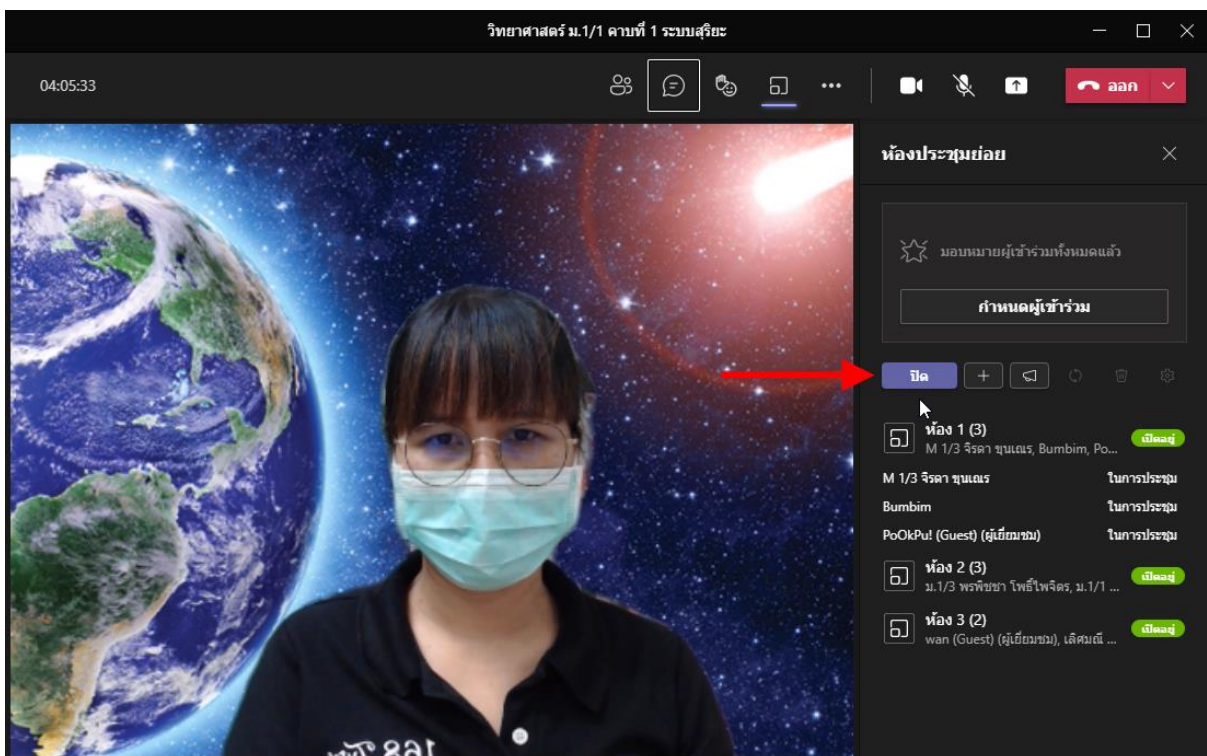 วิทยาศาสตร์ ม.1/1 คาบที่ 1 ระบบสุริยะ
04:05:33
ออก
ห้องประชุมย่อย
มอบหมายผู้เข้าร่วมทั้งหมดแล้ว
กำหนดผู้เข้าร่วม
ปิด
ห้อง 1 (3)
M 1/3 จิรดา ขุนเณร, Bumbim, Po...
เปิดอยู่
M 1/3 จิรดา ขุนเณร ในการประชุม
Bumbim ในการประชุม
PoOkPu! (Guest) (ผู้เยี่ยมชม) ในการประชุม
ห้อง 2 (3)
ม.1/3 พรพิชชา โพธิ์ไพจิตร, ม.1/1 ...
เปิดอยู่
ห้อง 3 (2)
wan (Guest) (ผู้เยี่ยมชม), เลิศมณี ...
เปิดอยู่